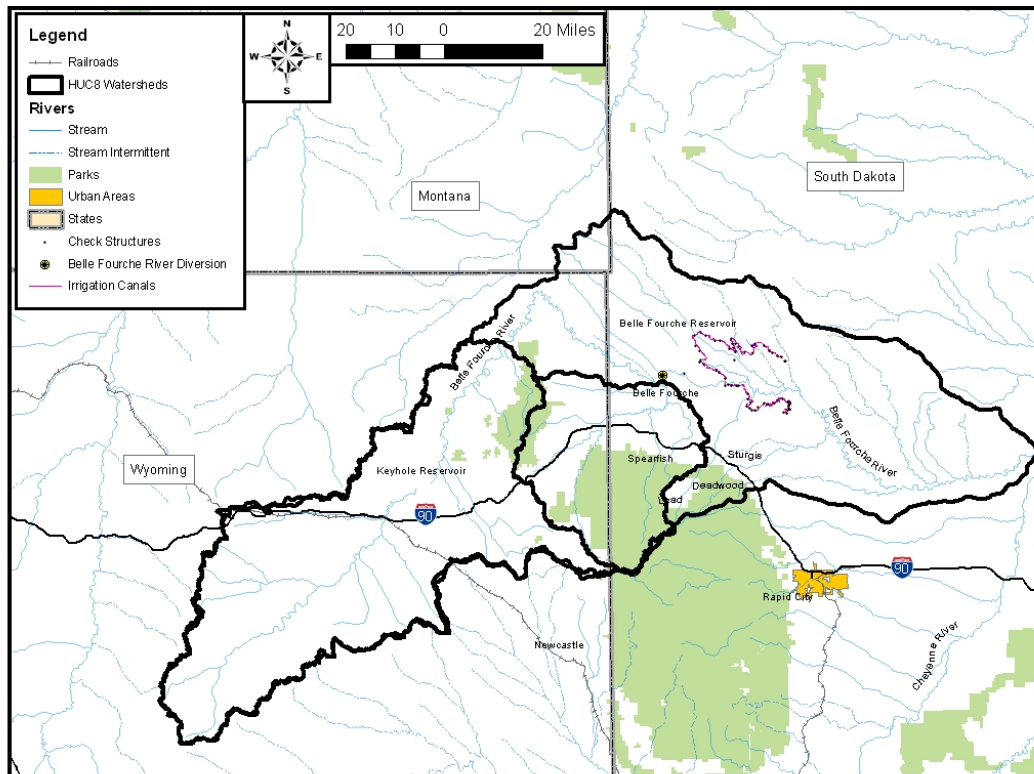 Legend
Railroads
HUC8 Watersheds
Rivers
Stream
Stream Intermittent
Parks
Urban Areas
States
Check Structures
Belle Fourche River Diversion
Irrigation Canals
N
W E
S
20 10 0 20 Miles
Montana
South Dakota
Wyoming
Belle Fourche River
Belle Fourche Reservoir
Belle Fourche
Belle Fourche River
Keyhole Reservoir
Spearfish
Sturgis
Deadwood
Lead
90
90
Rapid City
Newcastle
Cheyenne River